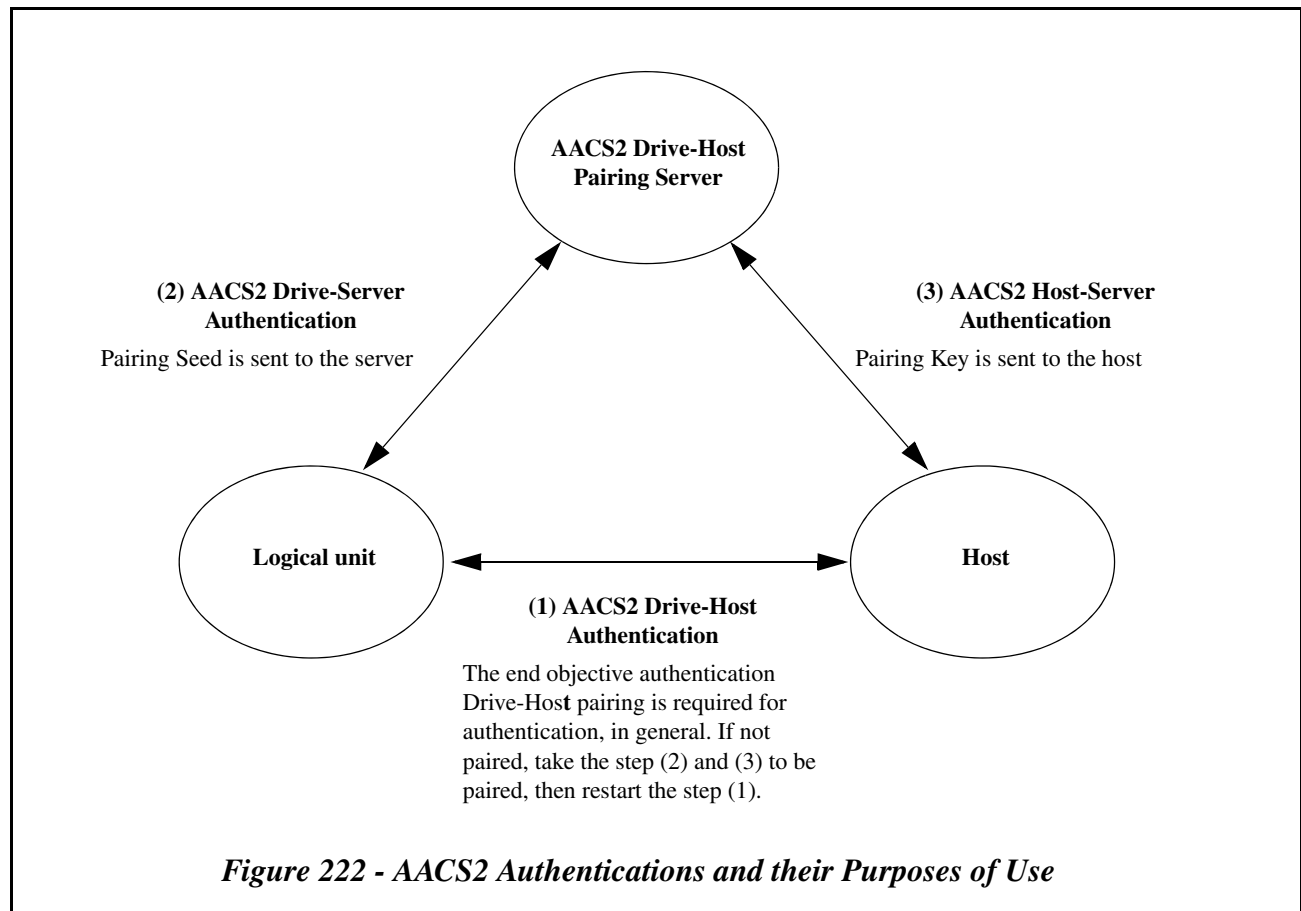 AACS2 Drive-Host
Pairing Server
(2) AACS2 Drive-Server
Authentication
Pairing Seed is sent to the server
(3) AACS2 Host-Server
Authentication
Pairing Key is sent to the host
Logical unit
Host
(1) AACS2 Drive-Host
Authentication
The end objective authentication
Drive-Host pairing is required for
authentication, in general. If not
paired, take the step (2) and (3) to be
paired, then restart the step (1).
Figure 222 - AACS2 Authentications and their Purposes of Use